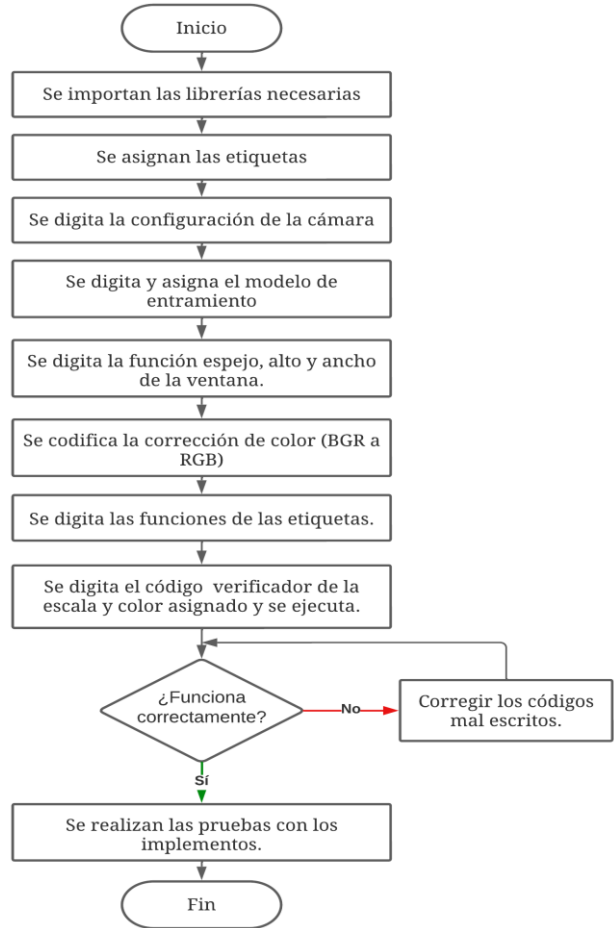 Inicio
Se importan las librerías necesarias
Se asignan las etiquetas
Se digita la configuración de la cámara
Se digita y asigna el modelo de
entramiento
Se digita la función espejo, alto y ancho
de la ventana.
Se codifica la corrección de color (BGR a
RGB)
Se digita las funciones de las etiquetas.
Se digita el código verificador de la
escala y color asignado y se ejecuta.
¿Funciona
correctamente?
No
Corregir los códigos
mal escritos.
Sí
Se realizan las pruebas con los
implementos.
Fin